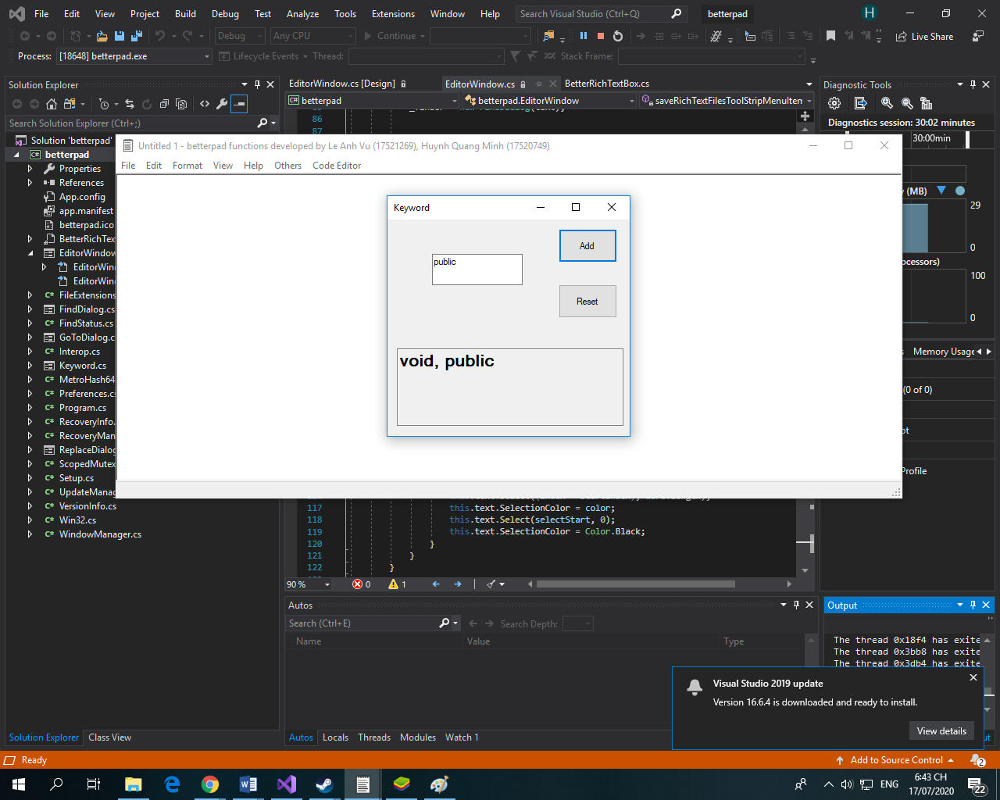 File Edit View Project Build Debug Test Analyze Tools Extensions Window Help Search Visual Studio (Ctrl+Q) betterpad H
Debug Any CPU Continue Live Share
Process: [18648] betterpad.exe Lifecycle Events Thread: Stack Frame:
Solution Explorer
Search Solution Explorer (Ctrl+;)
Solution 'betterpad'
betterpad
Properties
References
App.config
app.manifest
betterpad.ico
BetterRichTex
EditorWindow
EditorWin
EditorWin
FileExtensions
FindDialog.cs
FindStatus.cs
GoToDialog.c
Interop.cs
Keyword.cs
MetroHash64
Preferences.cs
Program.cs
RecoveryInfo.
RecoveryMan
ReplaceDialog
ScopedMutex
Setup.cs
UpdateManag
VersionInfo.cs
Win32.cs
WindowManager.cs
Solution Explorer Class View
EditorWindow.cs [Design] EditorWindow.cs BetterRichTextBox.cs
betterpad betterpad.EditorWindow saveRichTextFilesToolStripMenuItem
86
87
Untitled 1 - betterpad functions developed by Le Anh Vu (17521269), Huynh Quang Minh (17520749)
File Edit Format View Help Others Code Editor
Keyword
Add
public
Reset
void, public
117 this.text.SelectionColor = color;
118 this.text.Select(selectStart, 0);
119 this.text.SelectionColor = Color.Black;
120 }
121 }
122 }
90 % 0 1
Autos
Search (Ctrl+E) Search Depth:
Name Value Type
Autos Locals Threads Modules Watch 1
Diagnostic Tools
Diagnostics session: 30:02 minutes
30:00min
(MB)
29
0
ocessors)
100
0
Memory Usage
(0 of 0)
Profile
Output
The thread 0x18f4 has exite
The thread 0x3bb8 has exite
The thread 0x3db4 has exite
Visual Studio 2019 update
Version 16.6.4 is downloaded and ready to install.
View details
Ready Add to Source Control 2
ENG 6:43 CH
17/07/2020 22